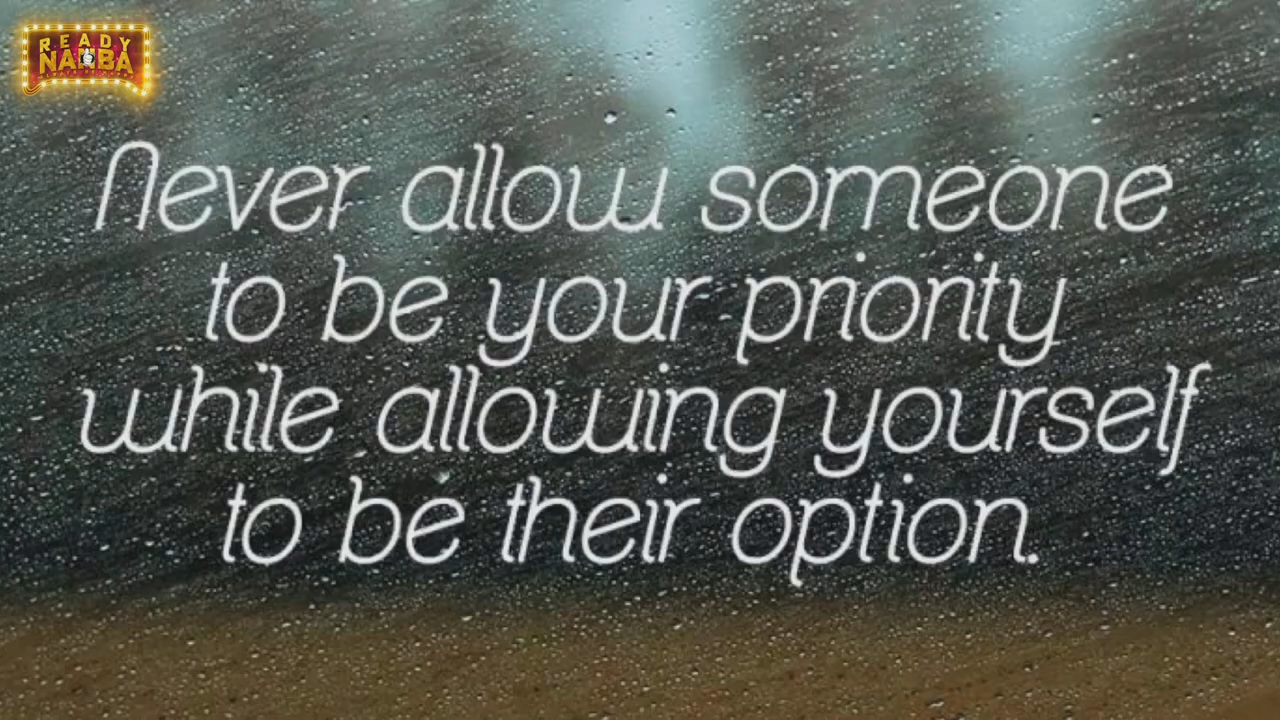 READY
NAMBA
Never allow someone
to be your priority
while allowing yourself
to be their option.